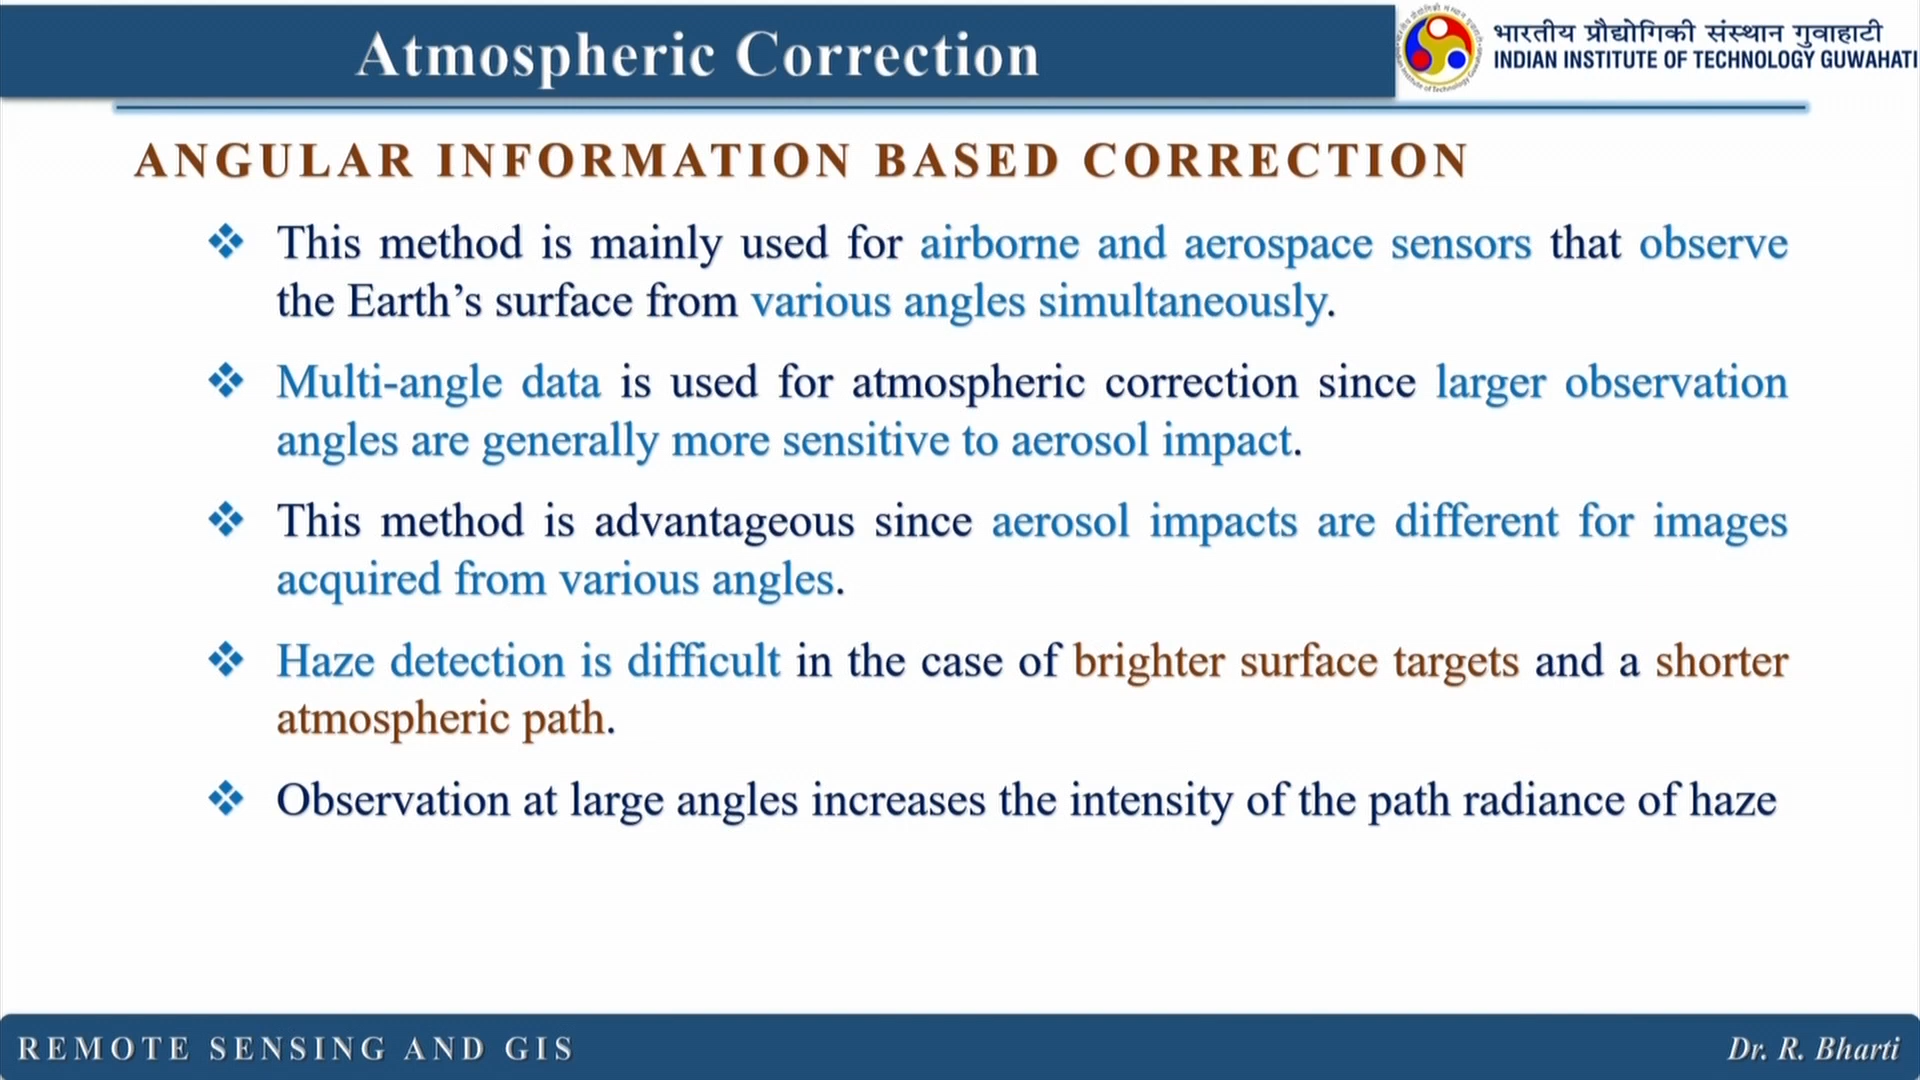 Atmospheric Correction
भारतीय प्रौद्योगिकी संस्थान गुवाहाटी
INDIAN INSTITUTE OF TECHNOLOGY GUWAHATI
ANGULAR INFORMATION BASED CORRECTION
❖ This method is mainly used for airborne and aerospace sensors that observe
the Earth’s surface from various angles simultaneously.
❖ Multi-angle data is used for atmospheric correction since larger observation
angles are generally more sensitive to aerosol impact.
❖ This method is advantageous since aerosol impacts are different for images
acquired from various angles.
❖ Haze detection is difficult in the case of brighter surface targets and a shorter
atmospheric path.
❖ Observation at large angles increases the intensity of the path radiance of haze
REMOTE SENSING AND GIS
Dr. R. Bharti